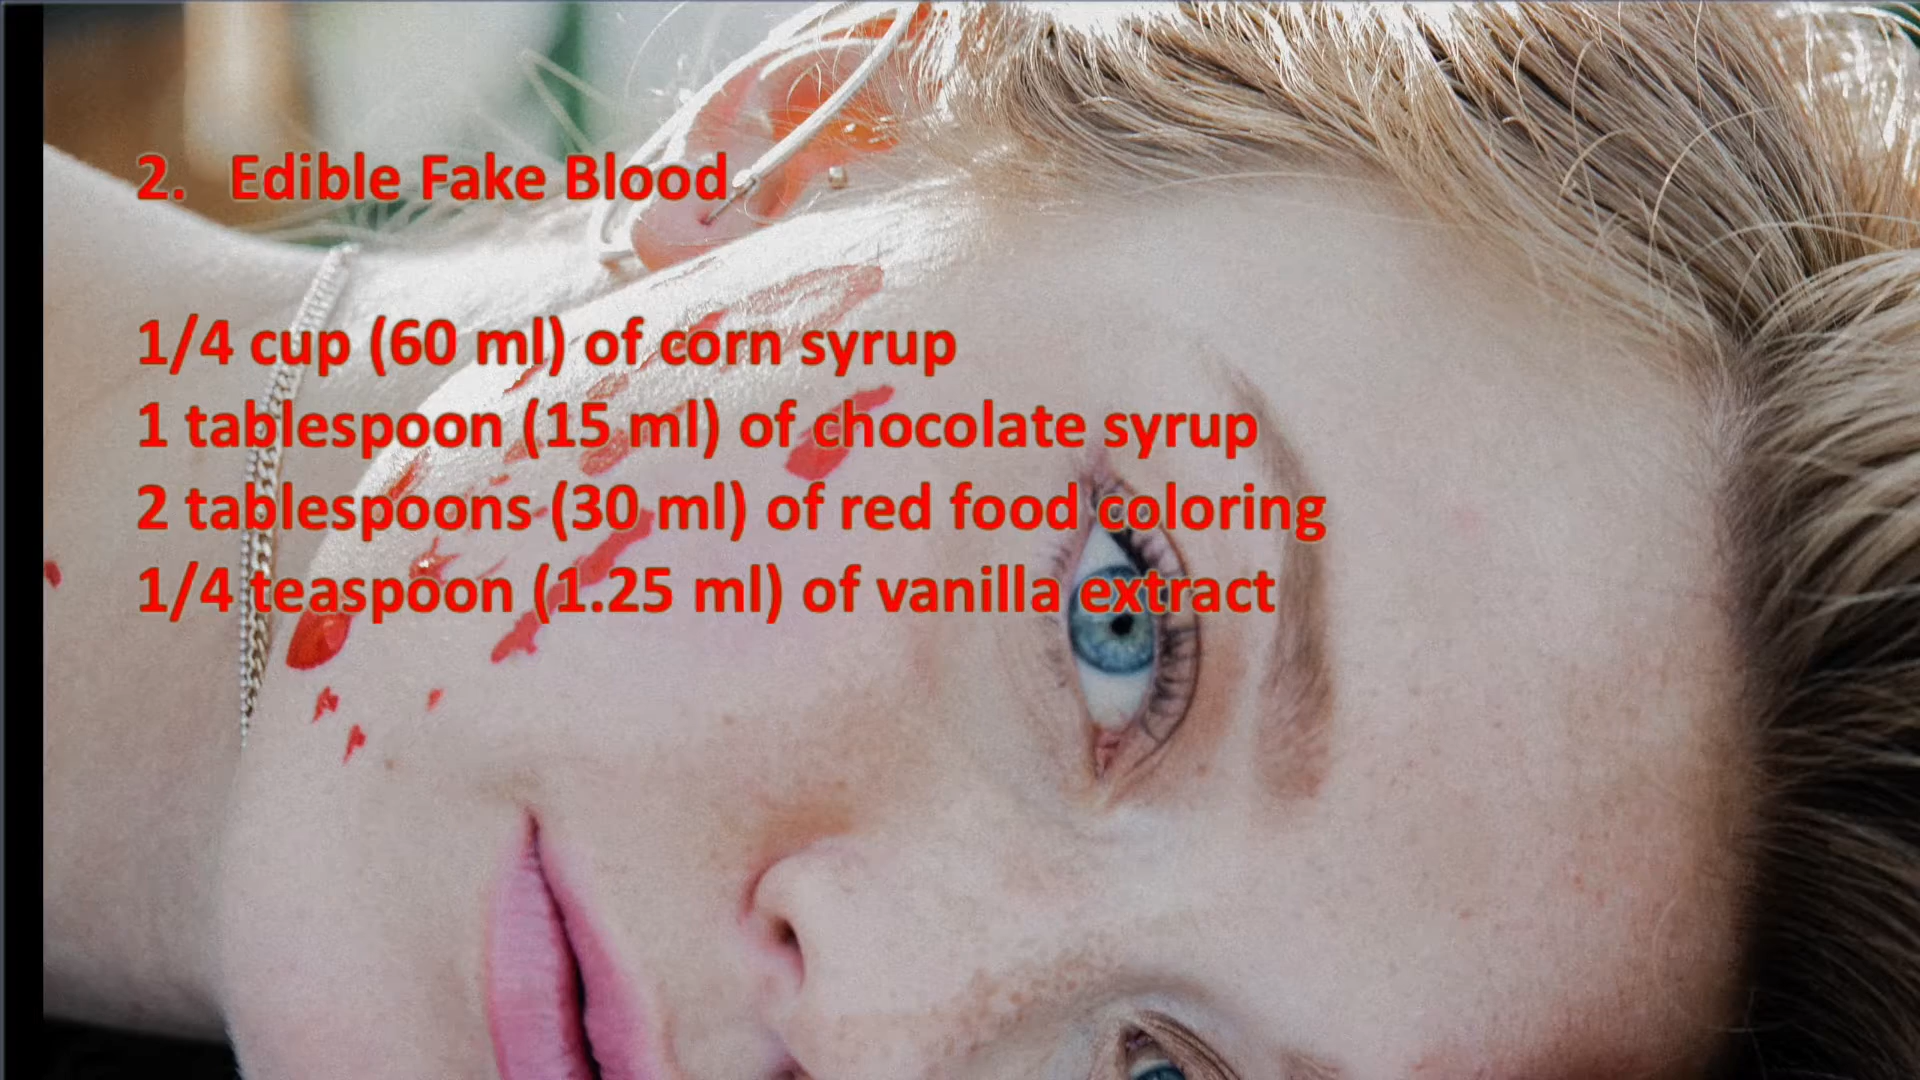 2. Edible Fake Blood
1/4 cup (60 ml) of corn syrup
1 tablespoon (15 ml) of chocolate syrup
2 tablespoons (30 ml) of red food coloring
1/4 teaspoon (1.25 ml) of vanilla extract